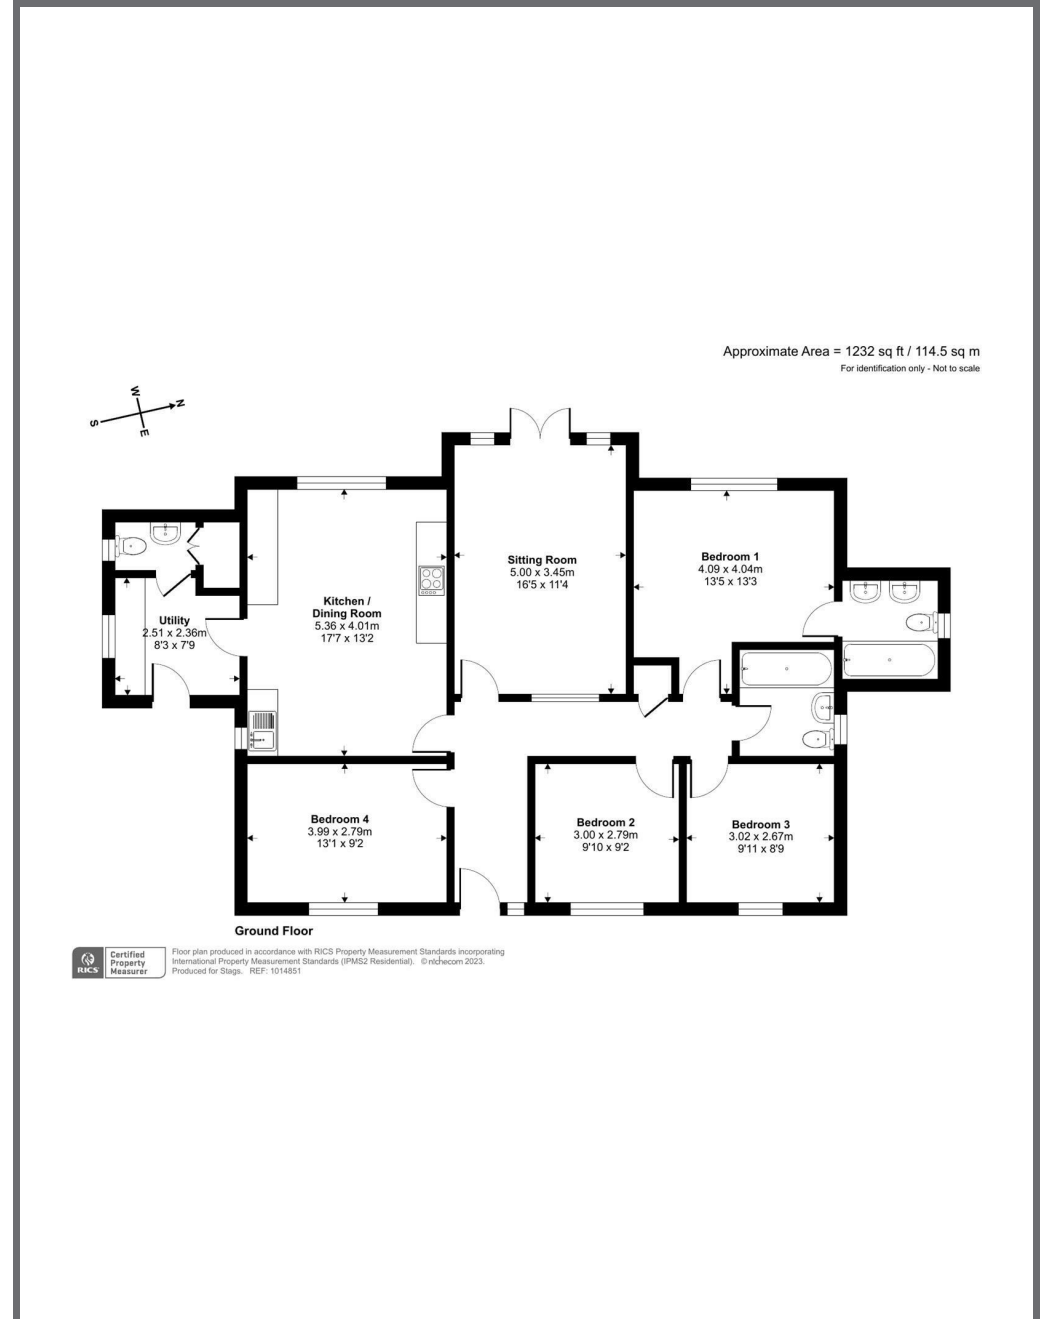 Approximate Area = 1232 sq ft / 114.5 sq m
For identification only - Not to scale
W
N
S
E
Sitting Room
5.00 x 3.45m
16'5 x 11'4
Bedroom 1
4.09 x 4.04m
13'5 x 13'3
Kitchen /
Dining Room
5.36 x 4.01m
17'7 x 13'2
Utility
2.51 x 2.36m
8'3 x 7'9
Bedroom 4
3.99 x 2.79m
13'1 x 9'2
Bedroom 2
3.00 x 2.79m
9'10 x 9'2
Bedroom 3
3.02 x 2.67m
9'11 x 8'9
Ground Floor
RICS
Certified
Property
Measurer
Floor plan produced in accordance with RICS Property Measurement Standards incorporating
International Property Measurement Standards (IPMS2 Residential). © nichecom 2023.
Produced for Stags. REF: 1014851